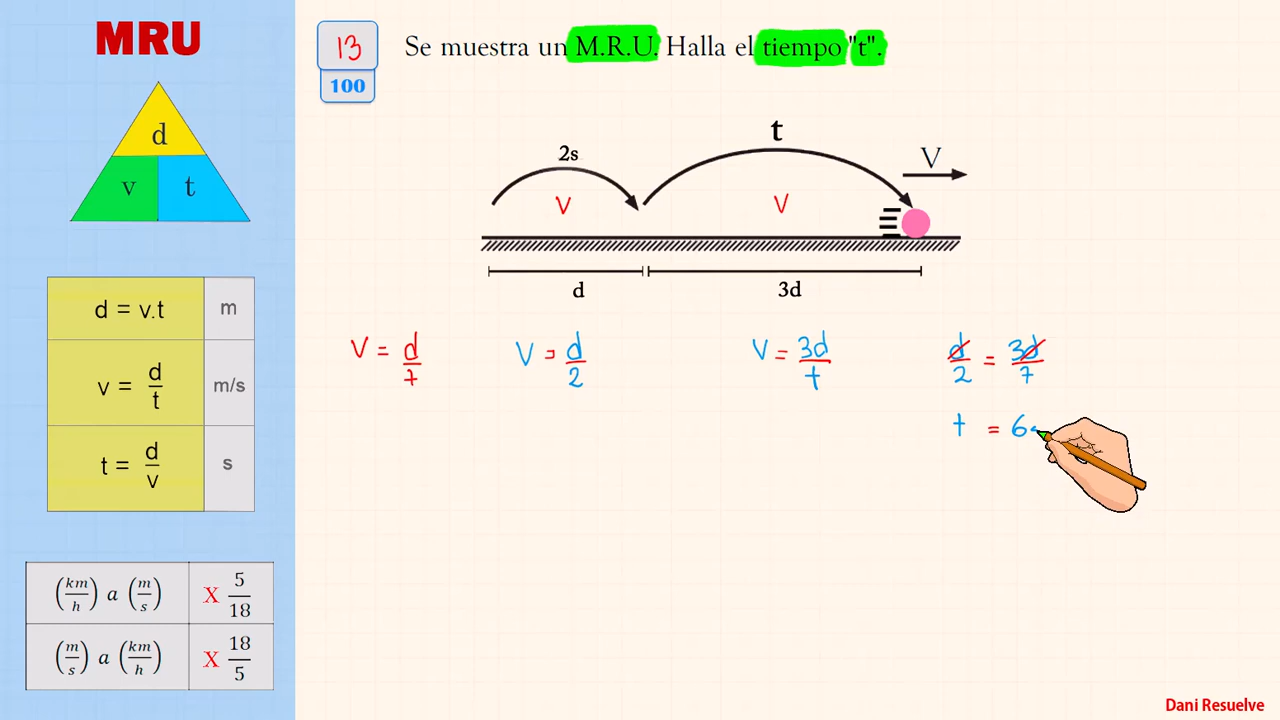 MRU
d
v t
d = v.t m
v = d/t m/s
t = d/v s
(km/h) a (m/s) X 5/18
(m/s) a (km/h) X 18/5
13
100
Se muestra un M.R.U. Halla el tiempo "t".
2s t V
V V
d 3d
V = d/t V = d/2 V = 3d/t d/2 = 3d/t
t = 6
Dani Resuelve